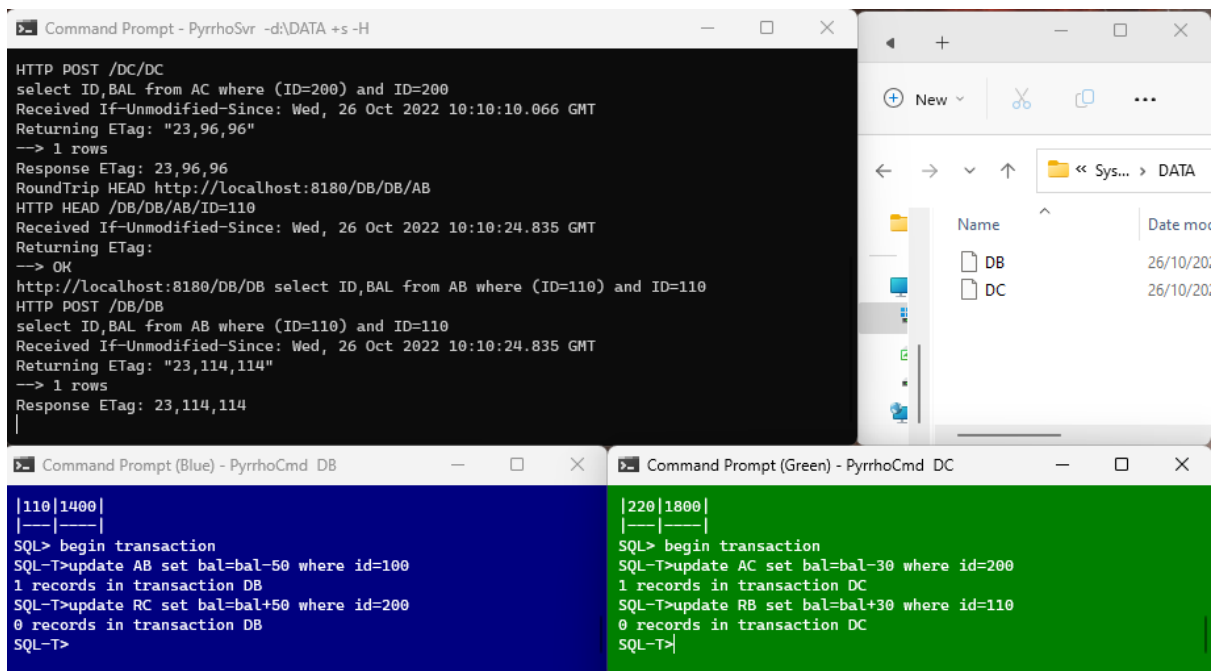 Command Prompt - PyrrhoSvr -d:\DATA +s -H
HTTP POST /DC/DC
select ID,BAL from AC where (ID=200) and ID=200
Received If-Unmodified-Since: Wed, 26 Oct 2022 10:10:10.066 GMT
Returning ETag: "23,96,96"
--> 1 rows
Response ETag: 23,96,96
RoundTrip HEAD http://localhost:8180/DB/DB/AB
HTTP HEAD /DB/DB/AB/ID=110
Received If-Unmodified-Since: Wed, 26 Oct 2022 10:10:24.835 GMT
Returning ETag:
--> OK
http://localhost:8180/DB/DB select ID,BAL from AB where (ID=110) and ID=110
HTTP POST /DB/DB
select ID,BAL from AB where (ID=110) and ID=110
Received If-Unmodified-Since: Wed, 26 Oct 2022 10:10:24.835 GMT
Returning ETag: "23,114,114"
--> 1 rows
Response ETag: 23,114,114
New
Sys... > DATA
Name Date mod
DB 26/10/202
DC 26/10/202
Command Prompt (Blue) - PyrrhoCmd DB
|110|1400|
|---|----|
SQL> begin transaction
SQL-T>update AB set bal=bal-50 where id=100
1 records in transaction DB
SQL-T>update RC set bal=bal+50 where id=200
0 records in transaction DB
SQL-T>
Command Prompt (Green) - PyrrhoCmd DC
|220|1800|
|---|----|
SQL> begin transaction
SQL-T>update AC set bal=bal-30 where id=200
1 records in transaction DC
SQL-T>update RB set bal=bal+30 where id=110
0 records in transaction DC
SQL-T>